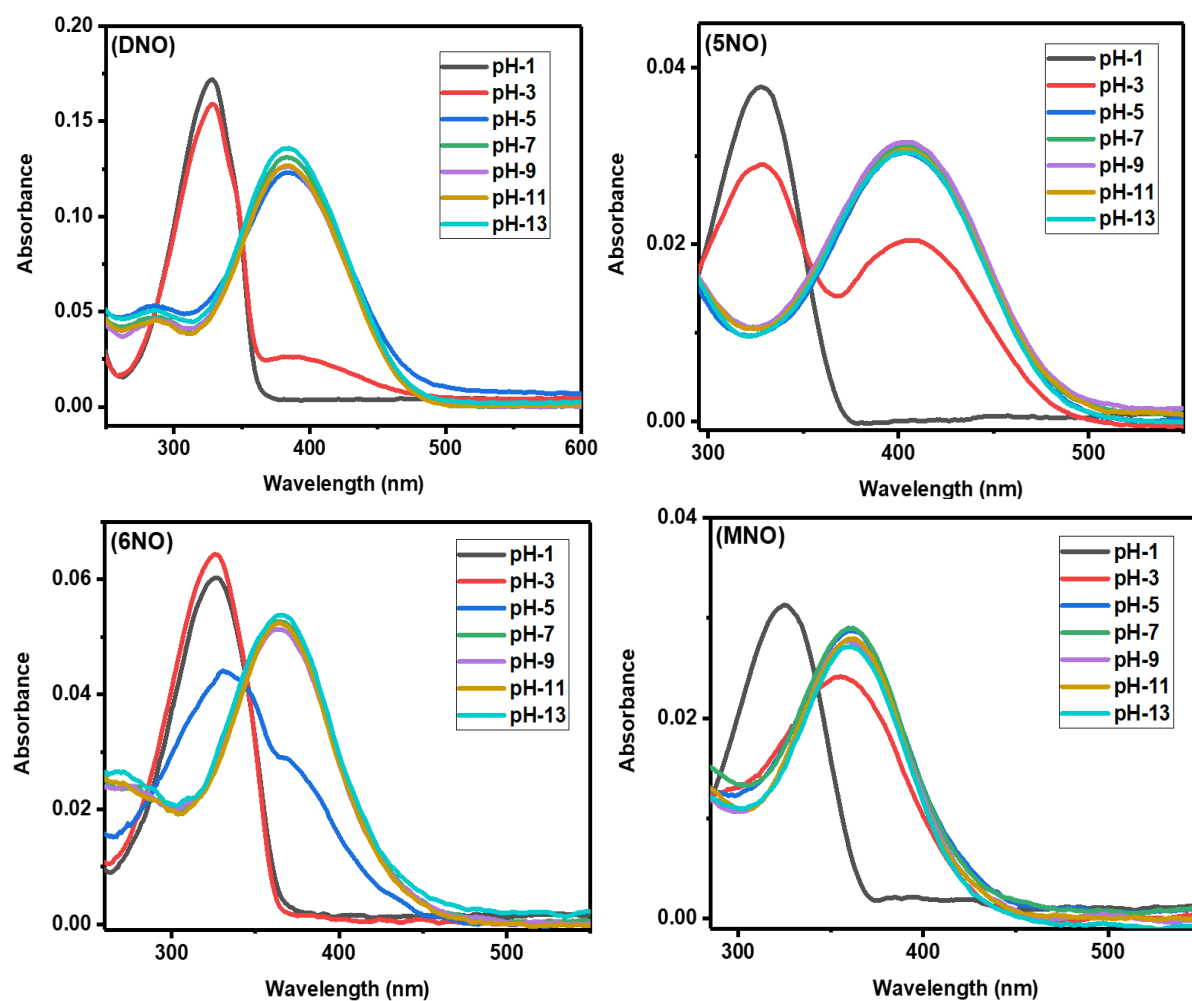 (DNO)
pH-1
pH-3
pH-5
pH-7
pH-9
pH-11
pH-13
0.20
0.15
0.10
0.05
0.00
Absorbance
300
400
500
600
Wavelength (nm)
(5NO)
pH-1
pH-3
pH-5
pH-7
pH-9
pH-11
pH-13
0.04
0.02
0.00
Absorbance
300
400
500
Wavelength (nm)
(6NO)
pH-1
pH-3
pH-5
pH-7
pH-9
pH-11
pH-13
0.06
0.04
0.02
0.00
Absorbance
300
400
500
Wavelength (nm)
(MNO)
pH-1
pH-3
pH-5
pH-7
pH-9
pH-11
pH-13
0.04
0.02
0.00
Absorbance
300
400
500
Wavelength (nm)